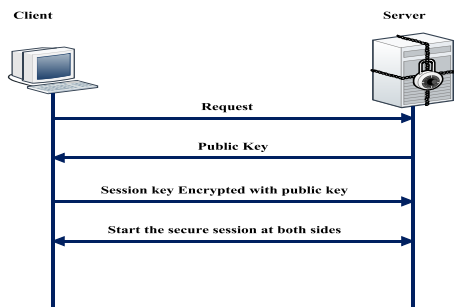 Client
Server
Request
Public Key
Session key Encrypted with public key
Start the secure session at both sides